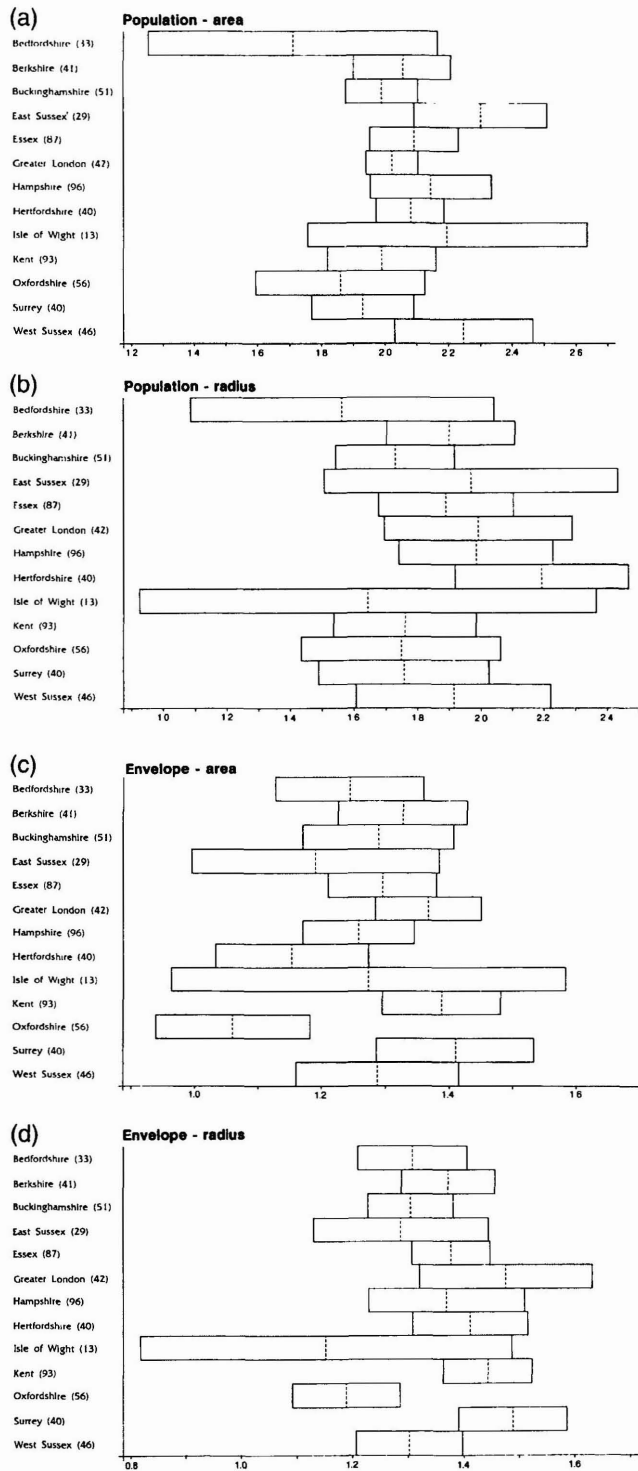 (a) Population - area
Bedfordshire (33)
Berkshire (41)
Buckinghamshire (51)
East Sussex' (29)
Essex (87)
Greater London (42)
Hampshire (96)
Hertfordshire (40)
Isle of Wight (13)
Kent (93)
Oxfordshire (56)
Surrey (40)
West Sussex (46)
1 2 1 4 1 6 1 8 2 0 2 2 2 4 2 6
(b) Population - radius
Bedfordshire (33)
Berkshire (41)
Buckinghamshire (51)
East Sussex (29)
Essex (87)
Greater London (42)
Hampshire (96)
Hertfordshire (40)
Isle of Wight (13)
Kent (93)
Oxfordshire (56)
Surrey (40)
West Sussex (46)
1 0 1 2 1 4 1 6 1 8 2 0 2 2 2 4
(c) Envelope - area
Bedfordshire (33)
Berkshire (41)
Buckinghamshire (51)
East Sussex (29)
Essex (87)
Greater London (42)
Hampshire (96)
Hertfordshire (40)
Isle of Wight (13)
Kent (93)
Oxfordshire (56)
Surrey (40)
West Sussex (46)
1.0 1.2 1.4 1.6
(d) Envelope - radius
Bedfordshire (33)
Berkshire (41)
Buckinghamshire (51)
East Sussex (29)
Essex (87)
Greater London (42)
Hampshire (96)
Hertfordshire (40)
Isle of Wight (13)
Kent (93)
Oxfordshire (56)
Surrey (40)
West Sussex (46)
0.8 1.0 1.2 1.4 1.6